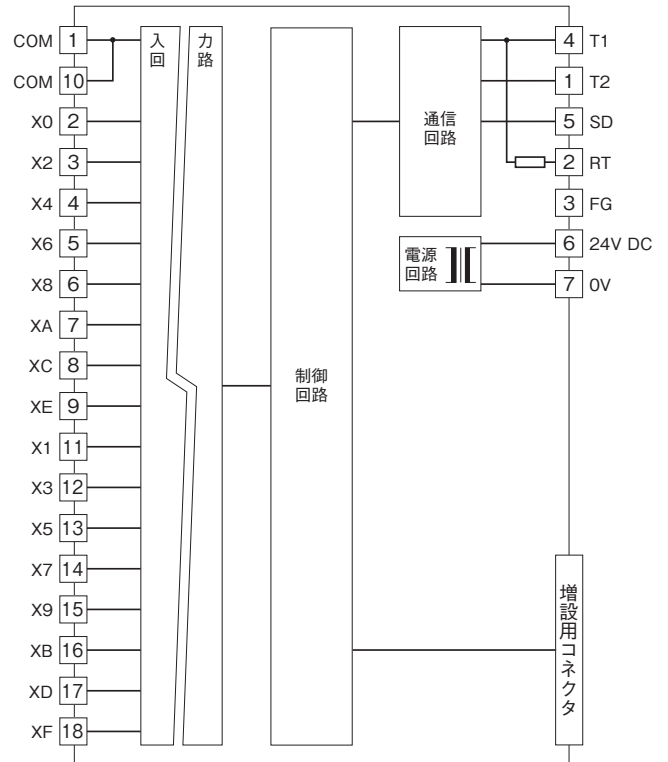 COM 1
COM 10
X0 2
X2 3
X4 4
X6 5
X8 6
XA 7
XC 8
XE 9
X1 11
X3 12
X5 13
X7 14
X9 15
XB 16
XD 17
XF 18
入力
回路
制御
回路
通信
回路
電源
回路
4 T1
1 T2
5 SD
2 RT
3 FG
6 24V DC
7 0V
増設用コネクタ